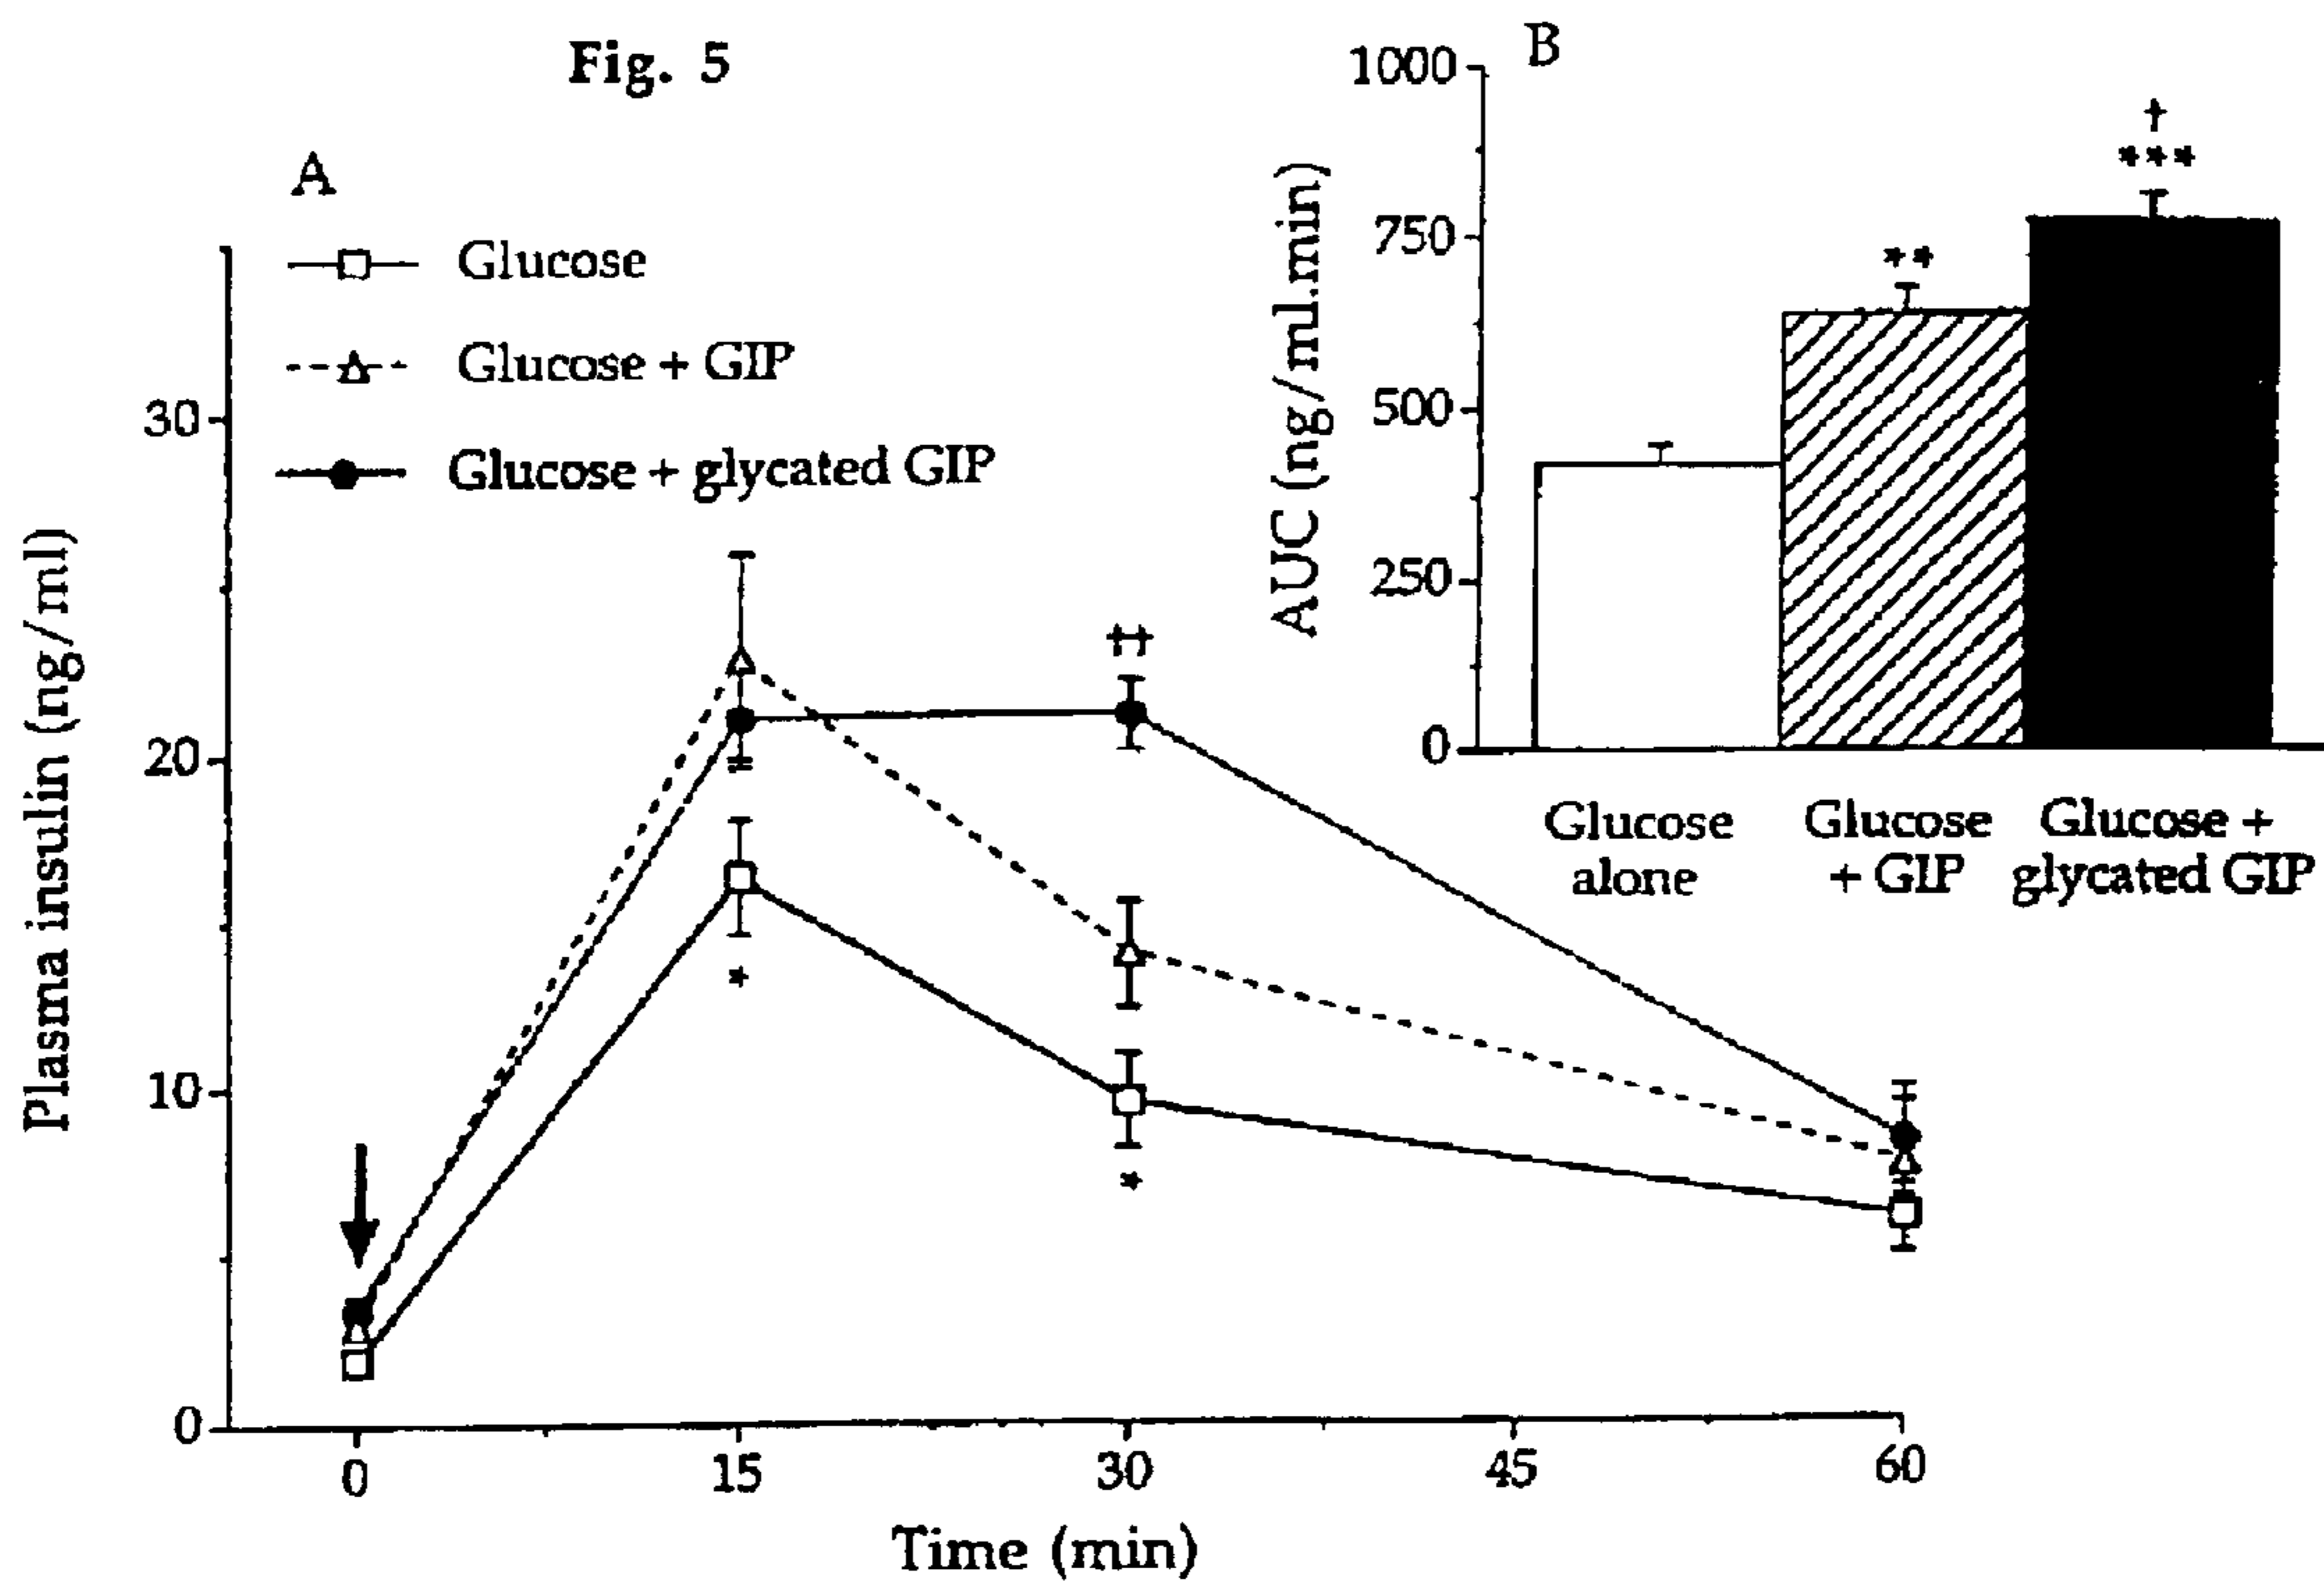 Fig. 5
A
Glucose
Glucose + GIP
Glucose + glycated GIP
Plasma insulin (ng/ml)
30
20
10
0
0 15 30 45 60
Time (min)
*
*
‡‡
B
AUC (ng/ml.min)
1000
750
500
250
0
**
†
***
Glucose
alone
Glucose
+ GIP
Glucose +
glycated GIP